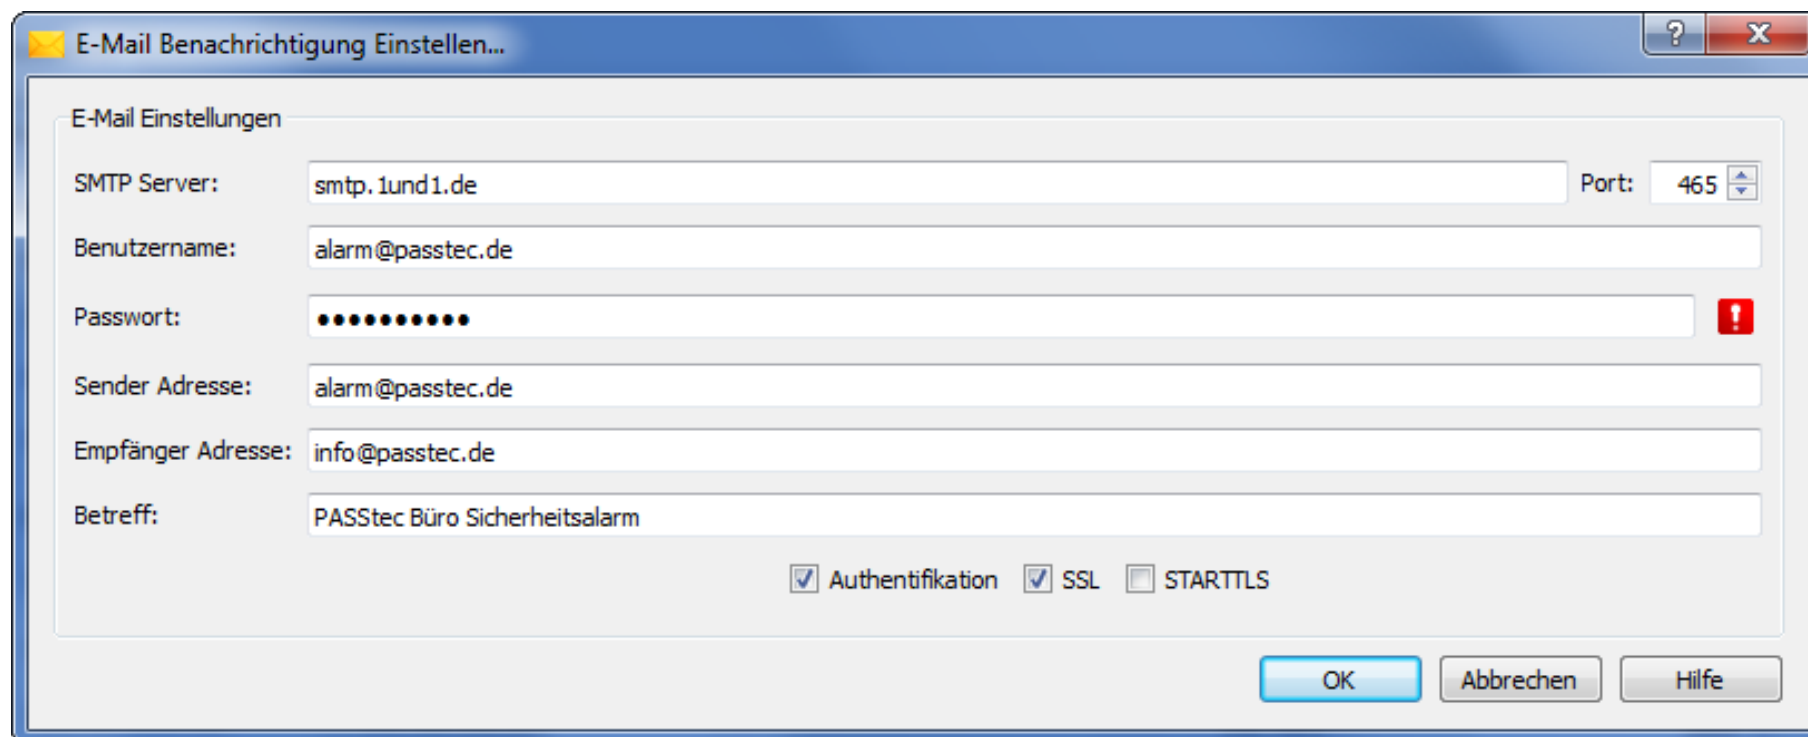 E-Mail Benachrichtigung Einstellen...
E-Mail Einstellungen
SMTP Server: smtp.1und1.de Port: 465
Benutzername: alarm@passtec.de
Passwort: ●●●●●●●●●●
Sender Adresse: alarm@passtec.de
Empfänger Adresse: info@passtec.de
Betreff: PASStec Büro Sicherheitsalarm
Authentifikation SSL STARTTLS
OK Abbrechen Hilfe